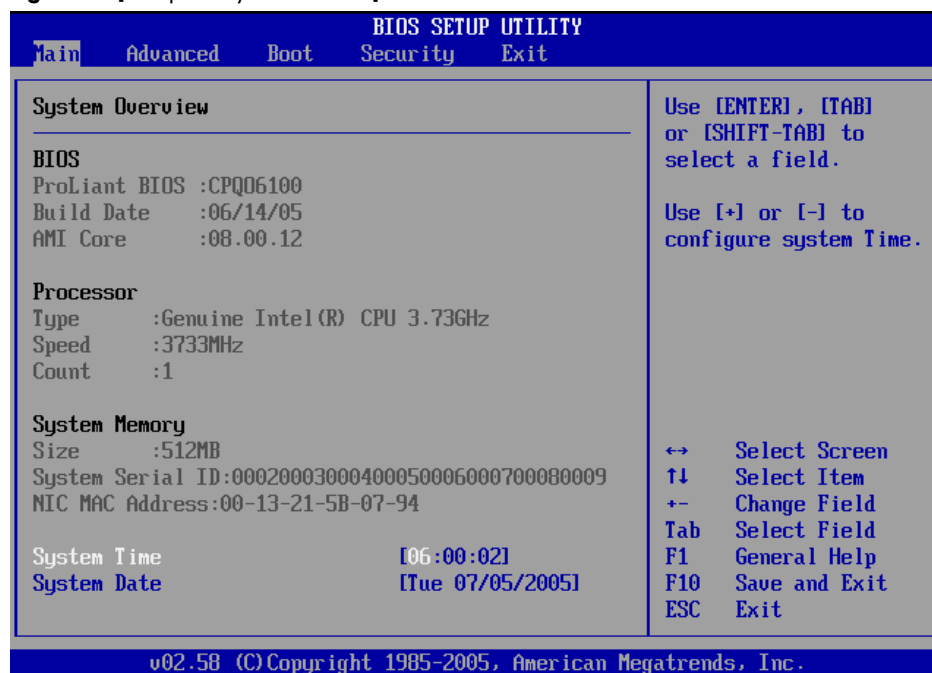 BIOS SETUP UTILITY
Main Advanced Boot Security Exit
System Overview
BIOS
ProLiant BIOS :CPQO6100
Build Date :06/14/05
AMI Core :08.00.12
Processor
Type :Genuine Intel(R) CPU 3.73GHz
Speed :3733MHz
Count :1
System Memory
Size :512MB
System Serial ID:00020003000400050006000700080009
NIC MAC Address:00-13-21-5B-07-94
System Time [06:00:02]
System Date [Tue 07/05/2005]
Use [ENTER], [TAB]
or [SHIFT-TAB] to
select a field.
Use [+] or [-] to
configure system Time.
↔ Select Screen
↑↓ Select Item
+- Change Field
Tab Select Field
F1 General Help
F10 Save and Exit
ESC Exit
v02.58 (C)Copyright 1985-2005, American Megatrends, Inc.